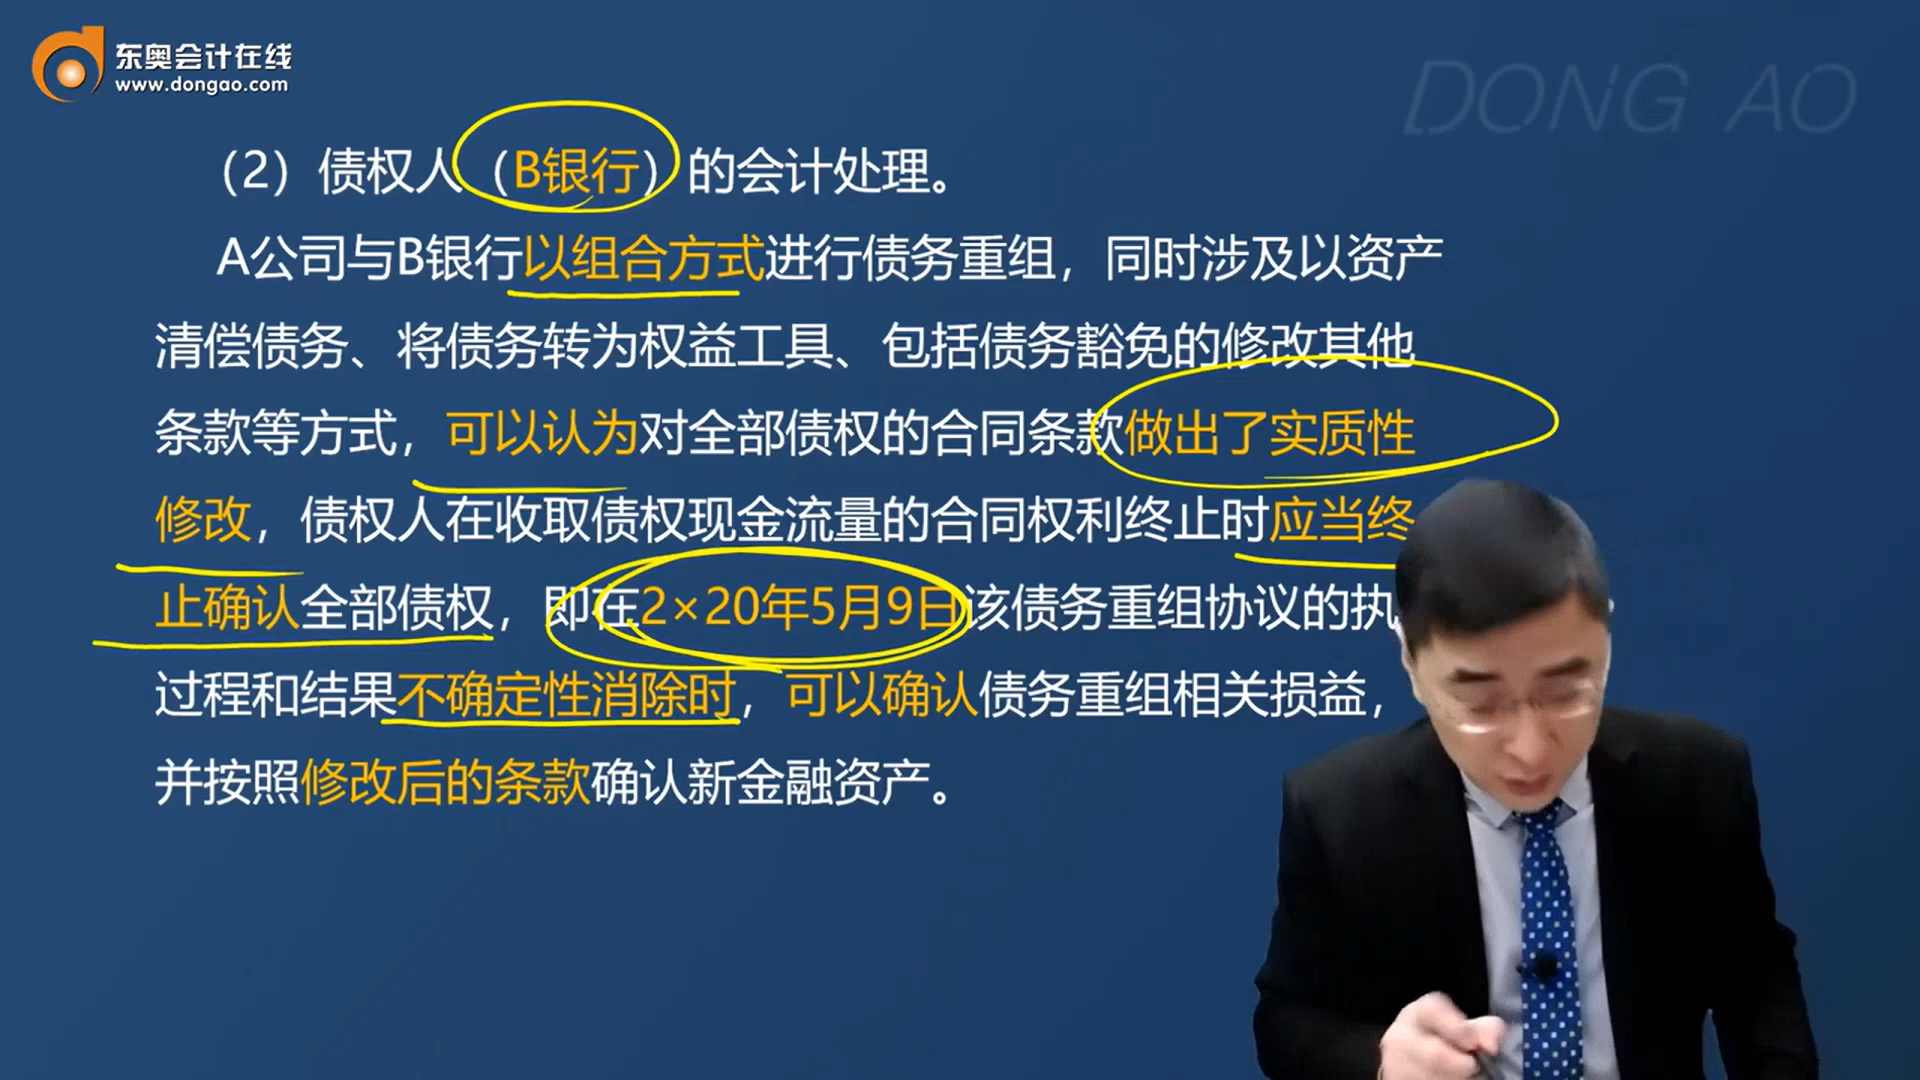 东奥会计在线
www.dongao.com
DONG AO
（2）债权人（B银行）的会计处理。
A公司与B银行以组合方式进行债务重组，同时涉及以资产
清偿债务、将债务转为权益工具、包括债务豁免的修改其他
条款等方式，可以认为对全部债权的合同条款做出了实质性
修改，债权人在收取债权现金流量的合同权利终止时应当终
止确认全部债权，即在2×20年5月9日该债务重组协议的执
过程和结果不确定性消除时，可以确认债务重组相关损益，
并按照修改后的条款确认新金融资产。